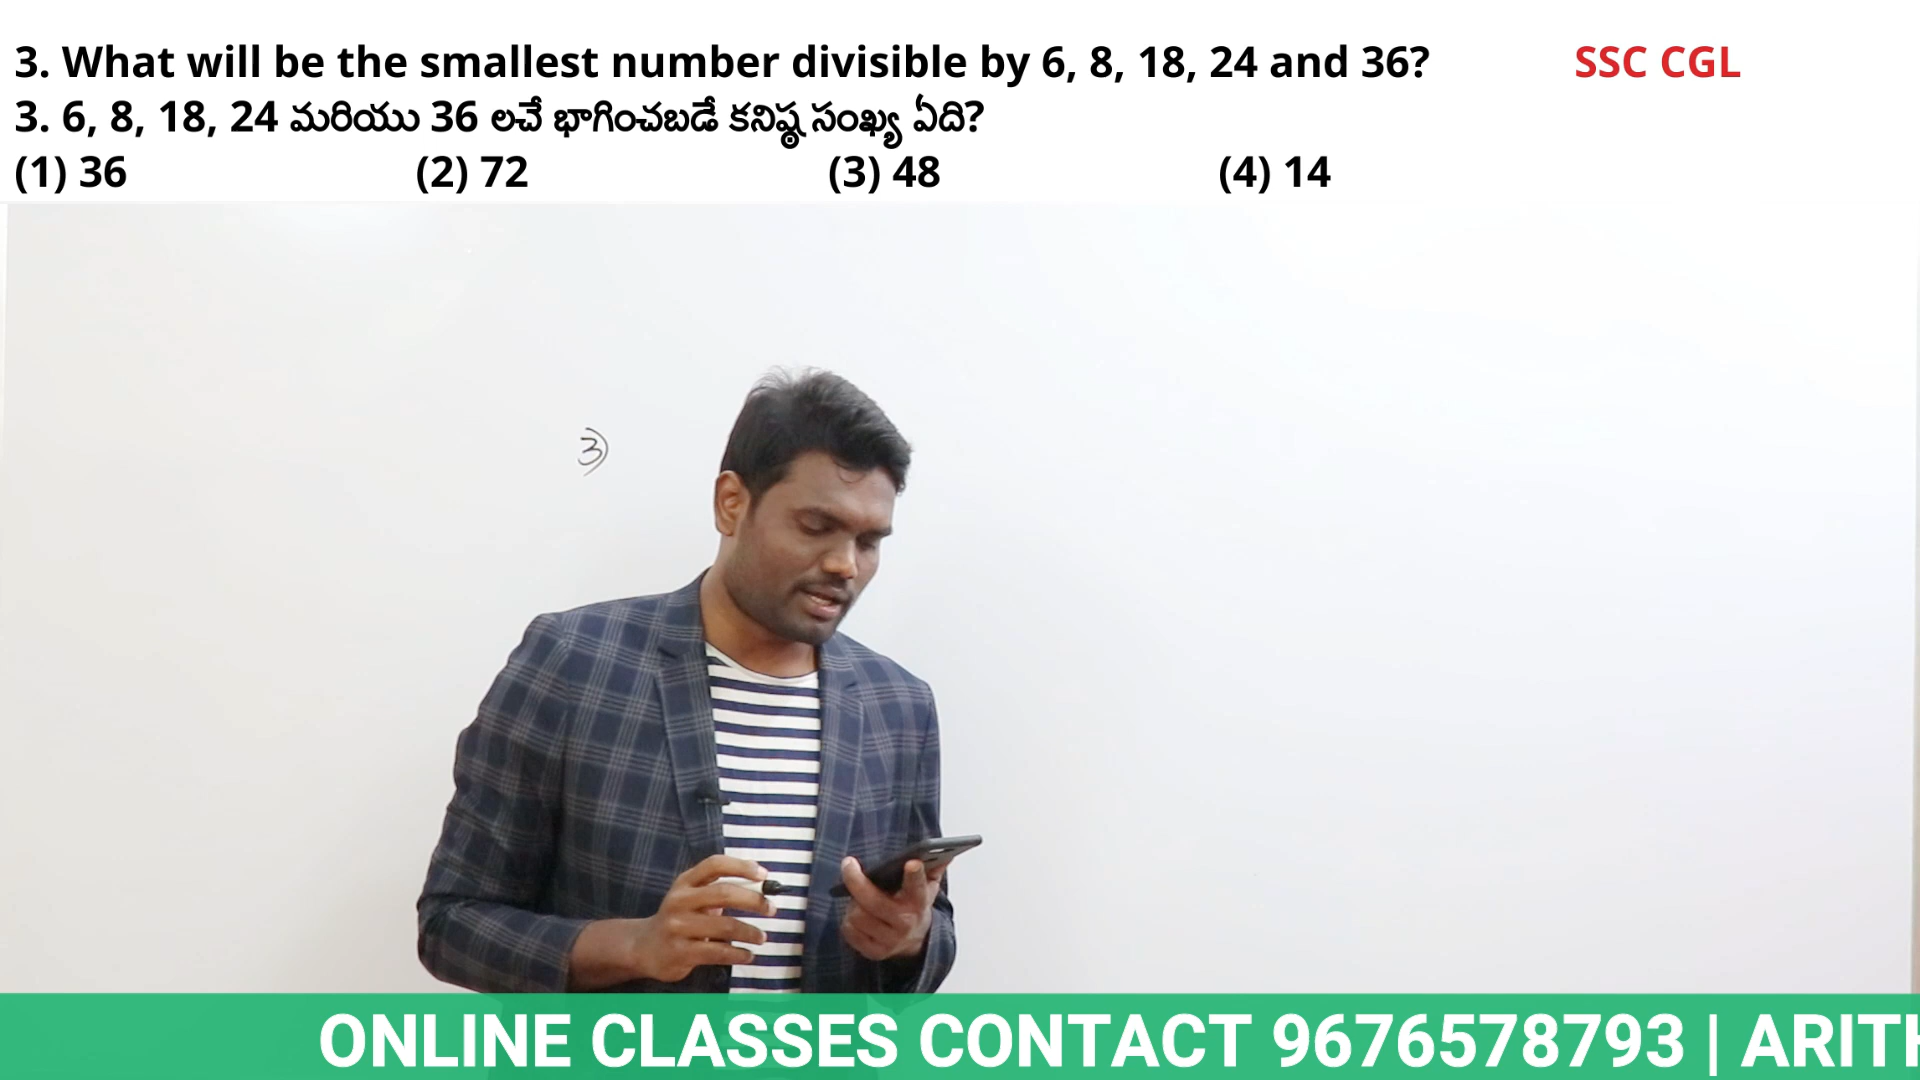 3. What will be the smallest number divisible by 6, 8, 18, 24 and 36? SSC CGL
3. 6, 8, 18, 24 మరియు 36 లచే భాగించబడే కనిష్ఠ సంఖ్య ఏది?
(1) 36 (2) 72 (3) 48 (4) 14
3)
ONLINE CLASSES CONTACT 9676578793 | ARITH